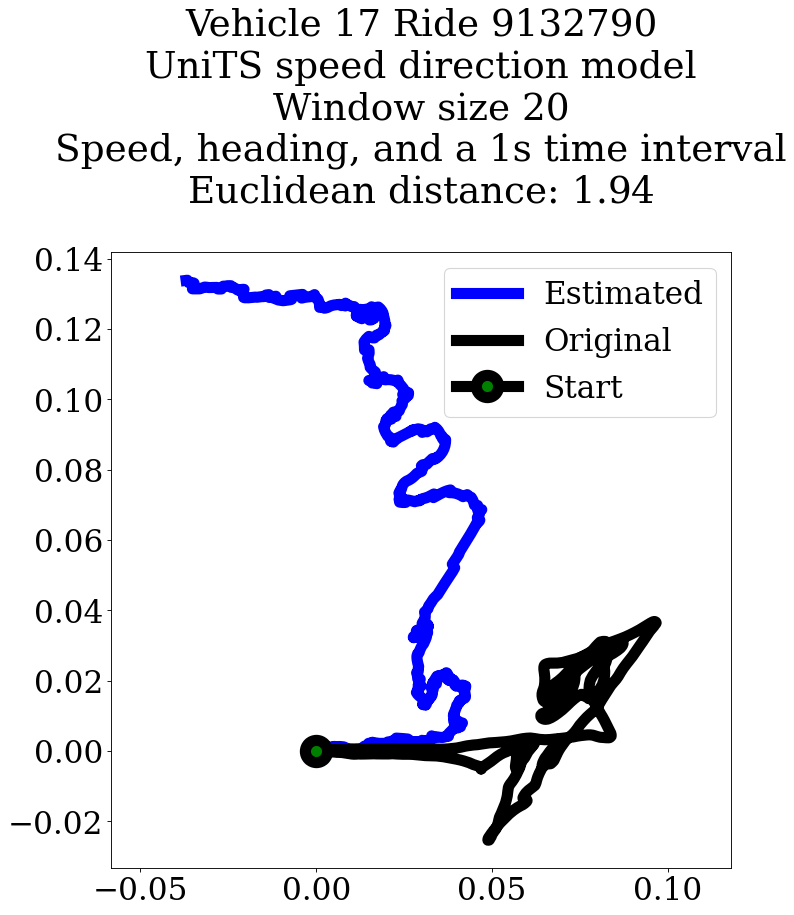 Vehicle 17 Ride 9132790
UniTS speed direction model
Window size 20
Speed, heading, and a 1s time interval
Euclidean distance: 1.94
0.14
0.12
0.10
0.08
0.06
0.04
0.02
0.00
−0.02
Estimated
Original
Start
−0.05
0.00
0.05
0.10